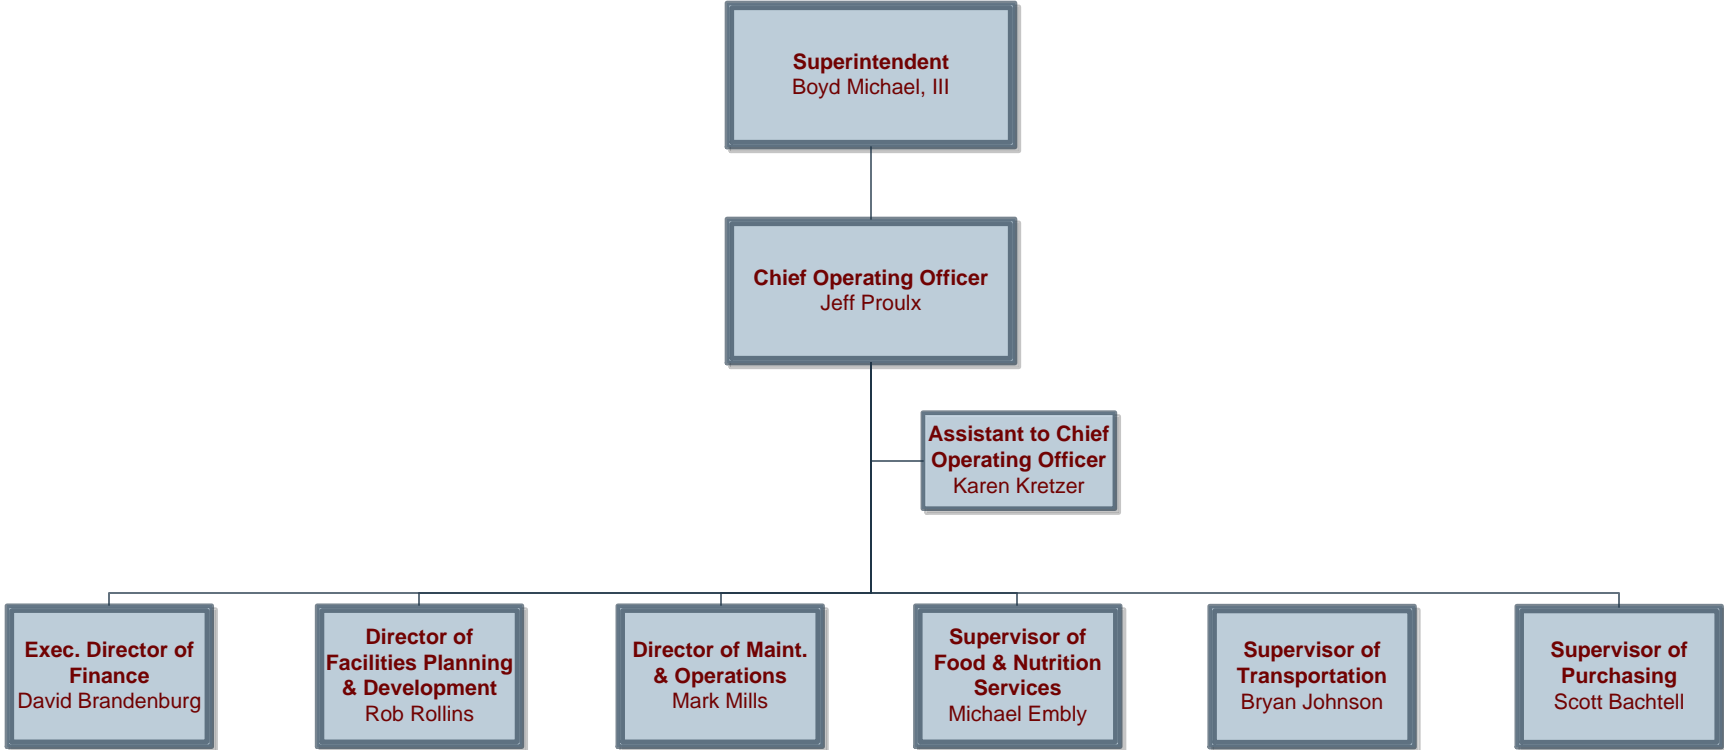 Superintendent
Boyd Michael, III
Chief Operating Officer
Jeff Proulx
Assistant to Chief
Operating Officer
Karen Kretzer
Exec. Director of
Finance
David Brandenburg
Director of
Facilities Planning
& Development
Rob Rollins
Director of Maint.
& Operations
Mark Mills
Supervisor of
Food & Nutrition
Services
Michael Embly
Supervisor of
Transportation
Bryan Johnson
Supervisor of
Purchasing
Scott Bachtell